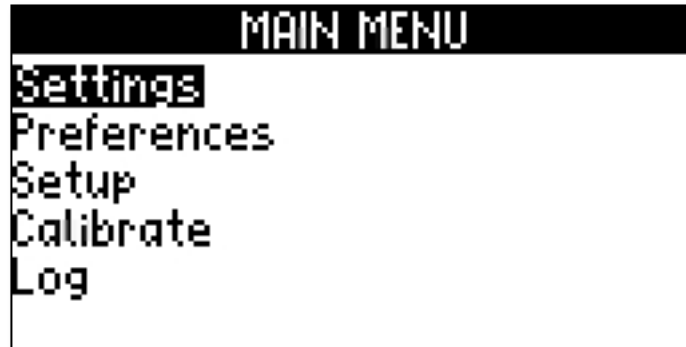 MAIN MENU
Settings
Preferences
Setup
Calibrate
Log